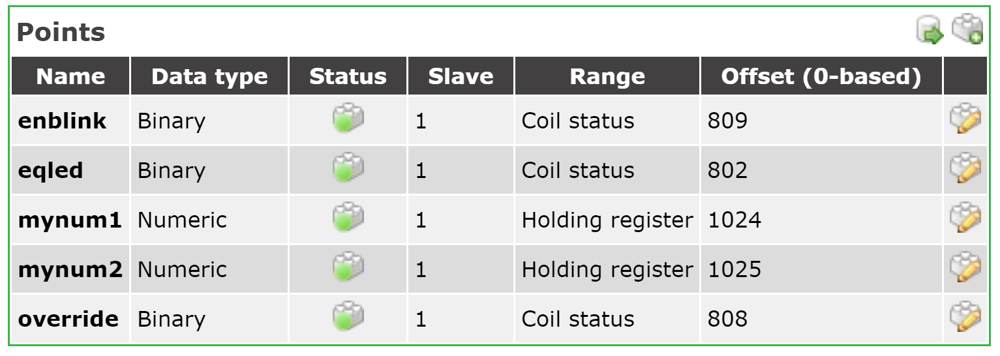 Points
Name Data type Status Slave Range Offset (0-based)
enblink Binary 1 Coil status 809
eqled Binary 1 Coil status 802
mynum1 Numeric 1 Holding register 1024
mynum2 Numeric 1 Holding register 1025
override Binary 1 Coil status 808